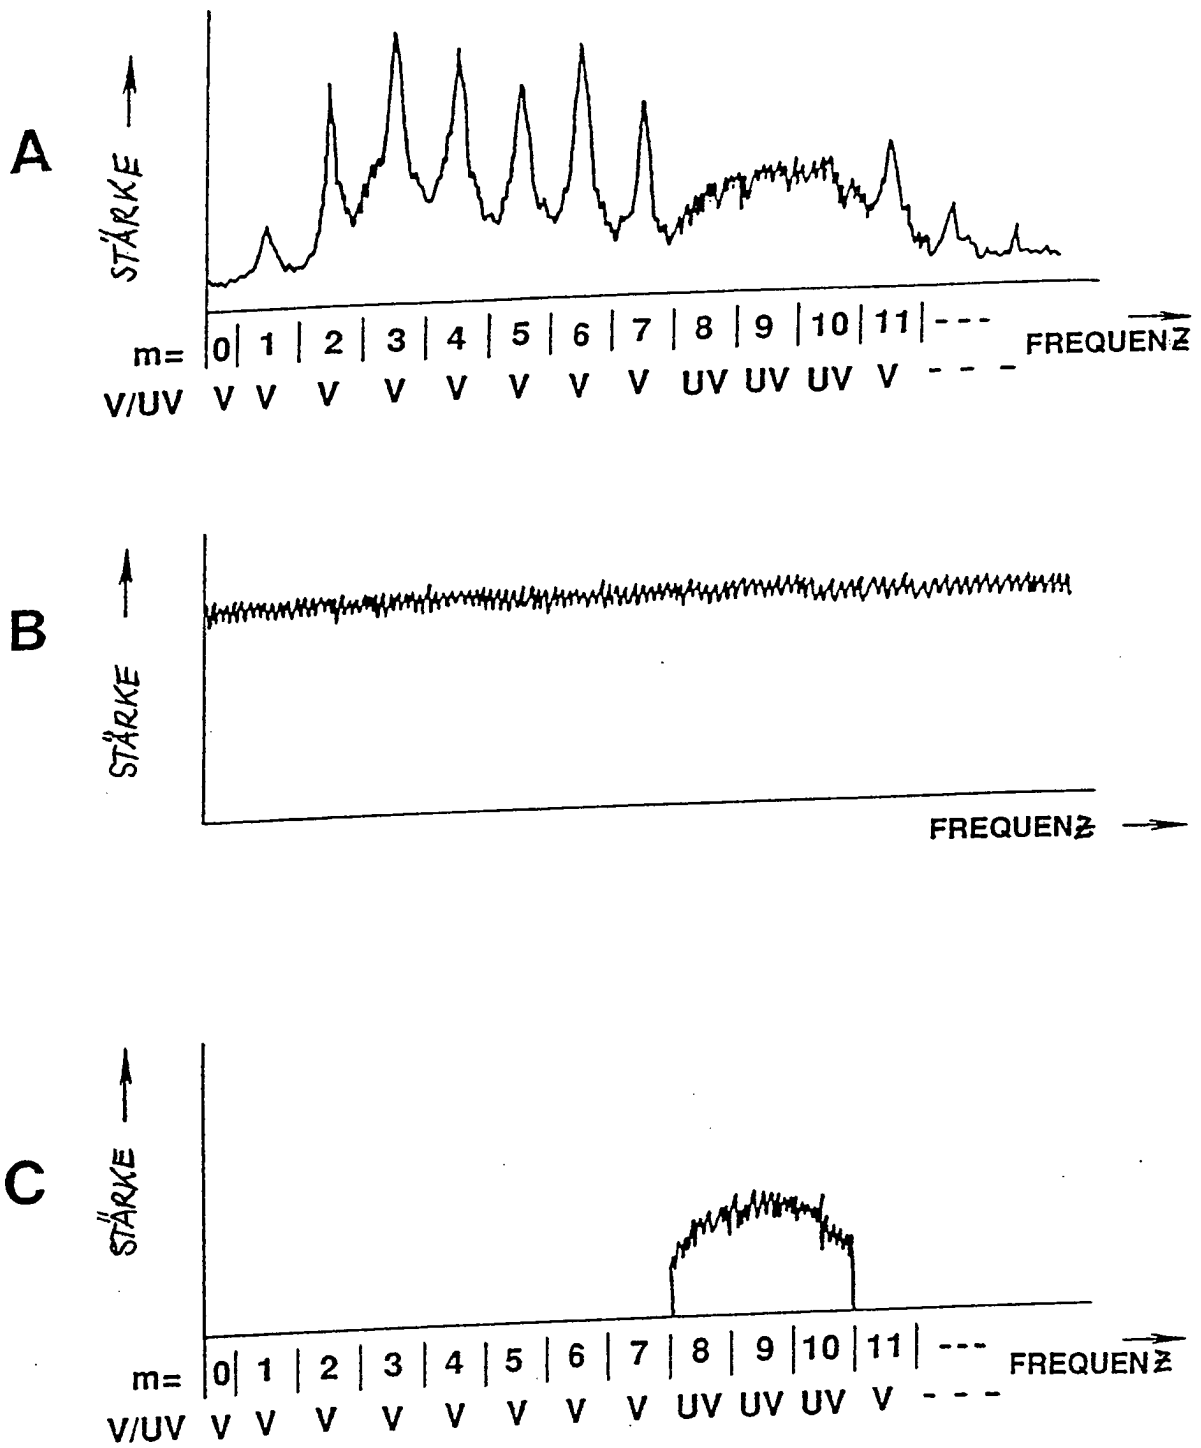 A
STÄRKE
m= |0| 1 | 2 | 3 | 4 | 5 | 6 | 7 | 8 | 9 | 10 | 11 | ---
FREQUENZ
V/UV V V V V V V V V UV UV UV V - - -
B
STÄRKE
FREQUENZ
C
STÄRKE
m= |0| 1 | 2 | 3 | 4 | 5 | 6 | 7 | 8 | 9 | 10 | 11 | ---
FREQUENZ
V/UV V V V V V V V V UV UV UV V - - -